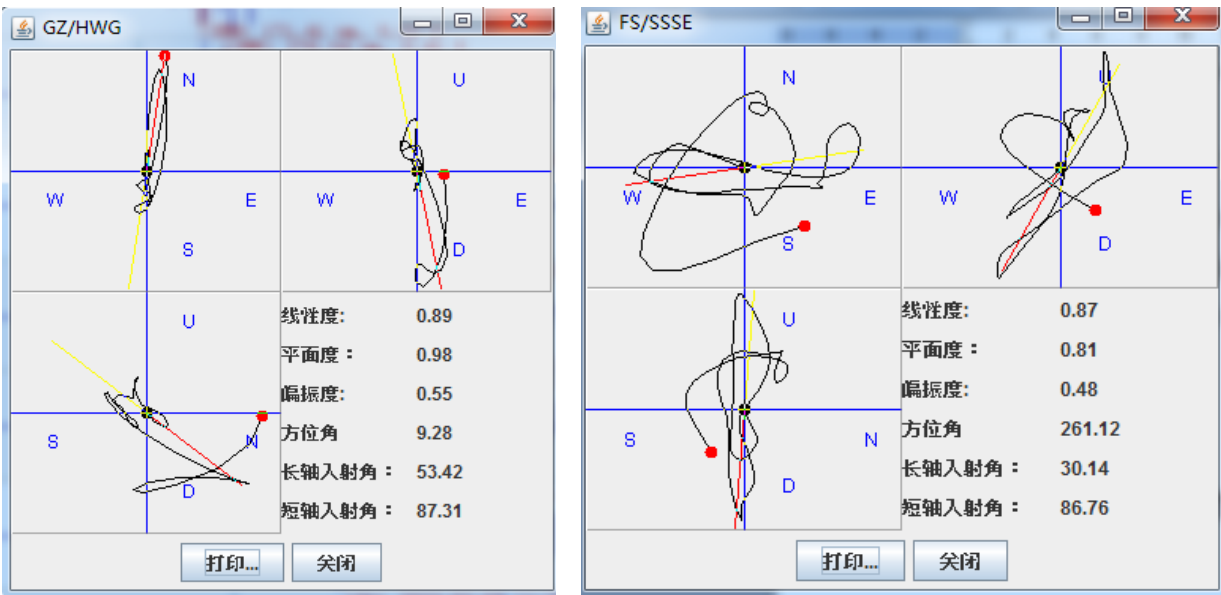 GZ/HWG
N
W
E
S
U
W
E
D
U
S
N
D
线性度: 0.89
平面度： 0.98
偏振度: 0.55
方位角 9.28
长轴入射角： 53.42
短轴入射角： 87.31
打印... 关闭
FS/SSSE
N
W
E
S
U
W
E
D
U
S
N
D
线性度: 0.87
平面度： 0.81
偏振度: 0.48
方位角 261.12
长轴入射角： 30.14
短轴入射角： 86.76
打印... 关闭